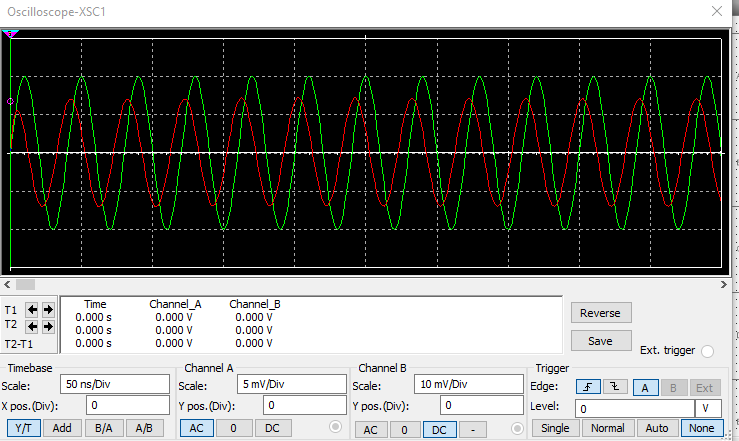 Oscilloscope-XSC1
Time Channel_A Channel_B
T1 0.000 s 0.000 V 0.000 V
T2 0.000 s 0.000 V 0.000 V
T2-T1 0.000 s 0.000 V 0.000 V
Reverse
Save
Ext. trigger
Timebase
Scale: 50 ns/Div
X pos.(Div): 0
Y/T Add B/A A/B
Channel A
Scale: 5 mV/Div
Y pos.(Div): 0
AC 0 DC
Channel B
Scale: 10 mV/Div
Y pos.(Div): 0
AC 0 DC -
Trigger
Edge: A B Ext
Level: 0 V
Single Normal Auto None